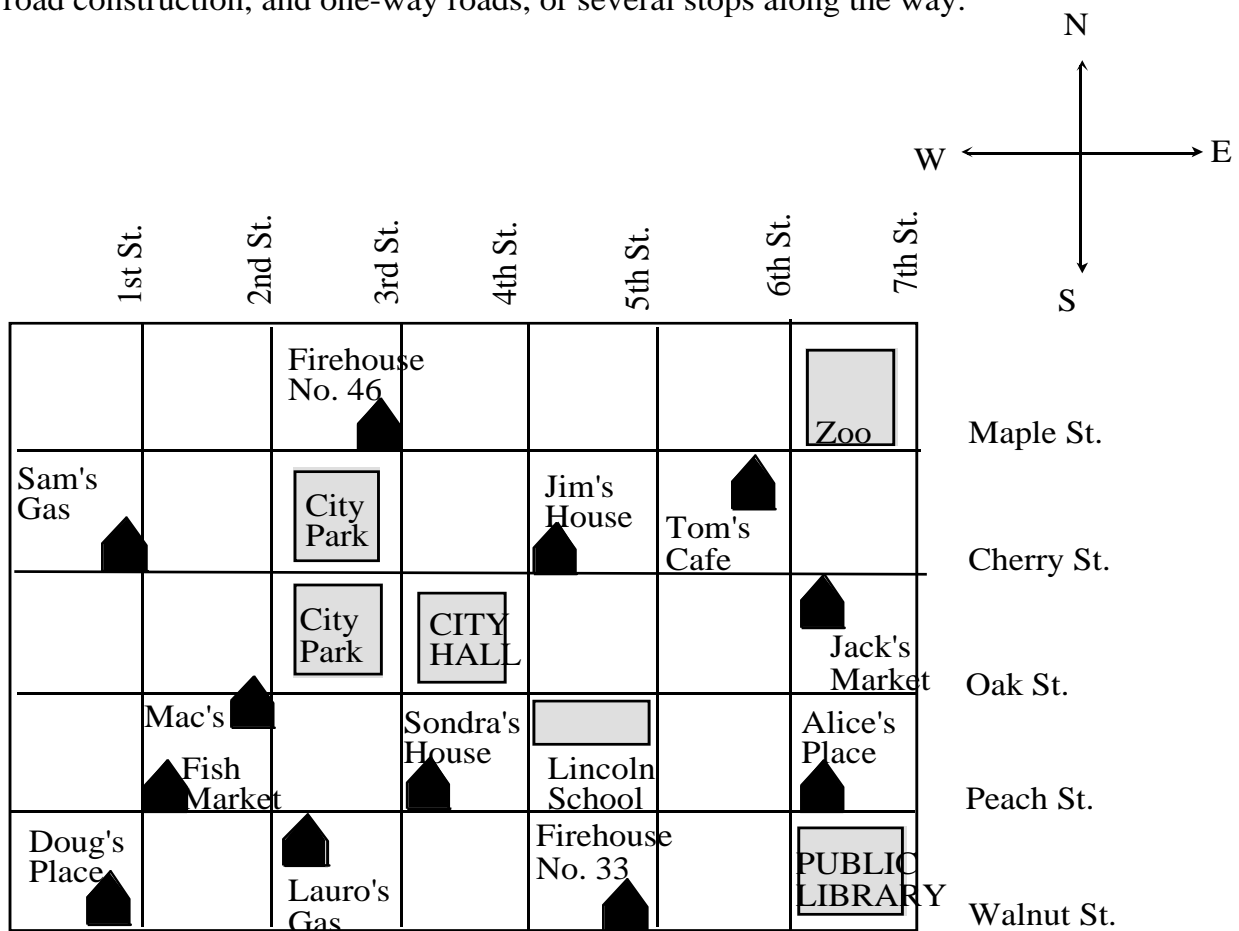 road construction, and one-way roads, or several stops along the way.
N
W
E
S
1st St.
2nd St.
3rd St.
4th St.
5th St.
6th St.
7th St.
Firehouse
No. 46
Zoo
Maple St.
Sam's
Gas
City
Park
Jim's
House
Tom's
Cafe
Cherry St.
City
Park
CITY
HALL
Jack's
Market
Oak St.
Mac's
Sondra's
House
Alice's
Place
Fish
Market
Lincoln
School
Peach St.
Doug's
Place
Lauro's
Gas
Firehouse
No. 33
PUBLIC
LIBRARY
Walnut St.